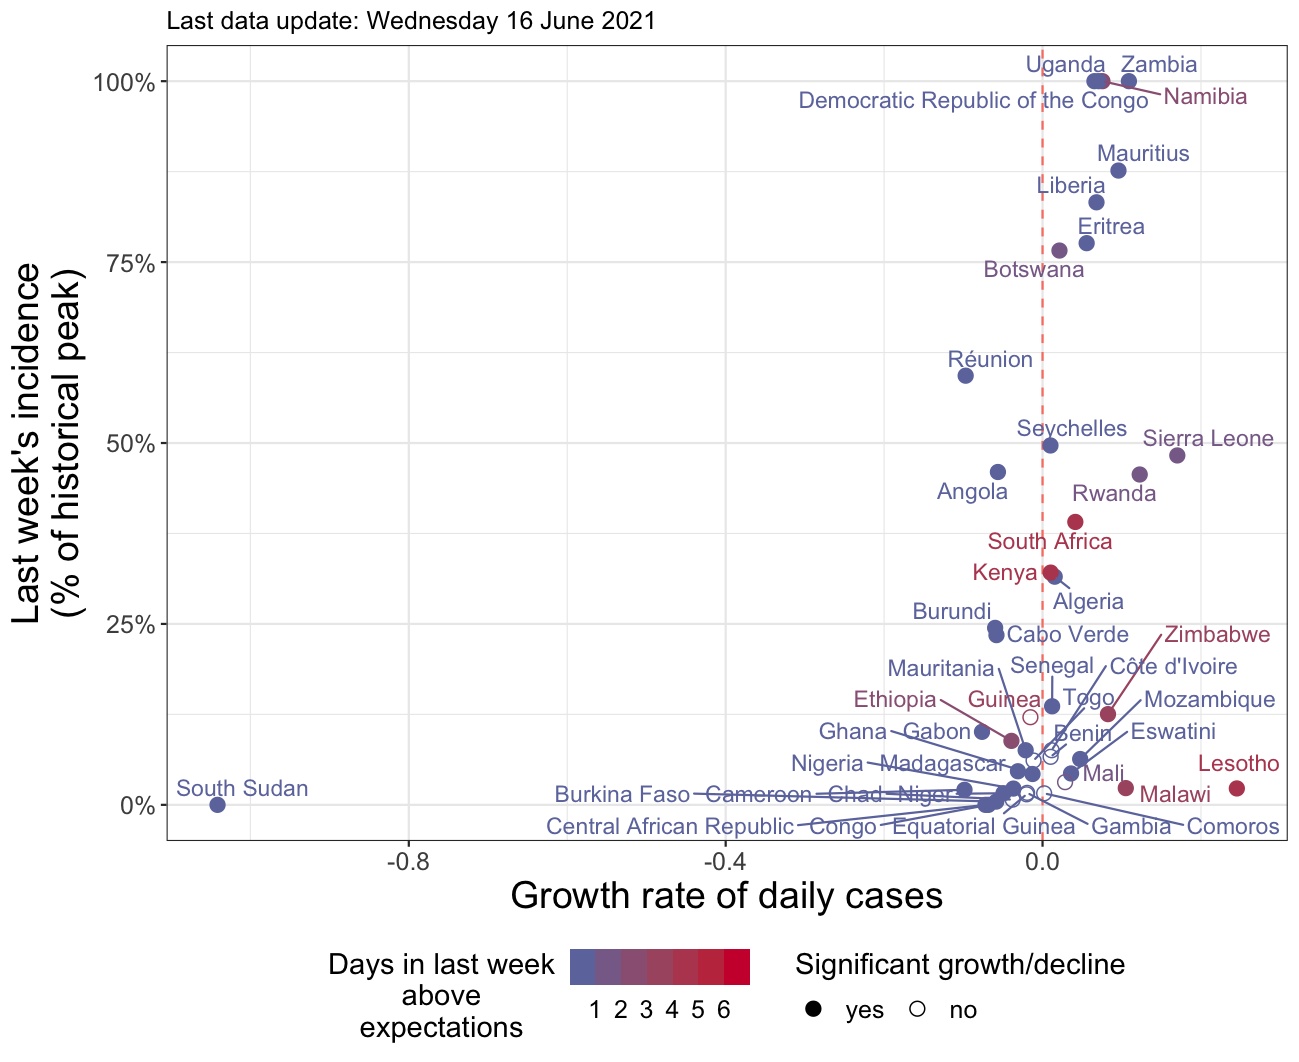 Last data update: Wednesday 16 June 2021
Last week's incidence
(% of historical peak)
100%
75%
50%
25%
0%
Uganda
Zambia
Democratic Republic of the Congo
Namibia
Mauritius
Liberia
Eritrea
Botswana
Réunion
Seychelles
Sierra Leone
Angola
Rwanda
South Africa
Kenya
Algeria
Burundi
Cabo Verde
Zimbabwe
Mauritania
Senegal
Côte d'Ivoire
Ethiopia
Guinea
Togo
Mozambique
Ghana
Gabon
Benin
Eswatini
Nigeria
Madagascar
Mali
Lesotho
South Sudan
Burkina Faso
Cameroon
Chad
Niger
Malawi
Central African Republic
Congo
Equatorial Guinea
Gambia
Comoros
-0.8
-0.4
0.0
Growth rate of daily cases
Days in last week
above
expectations
1 2 3 4 5 6
Significant growth/decline
yes
no